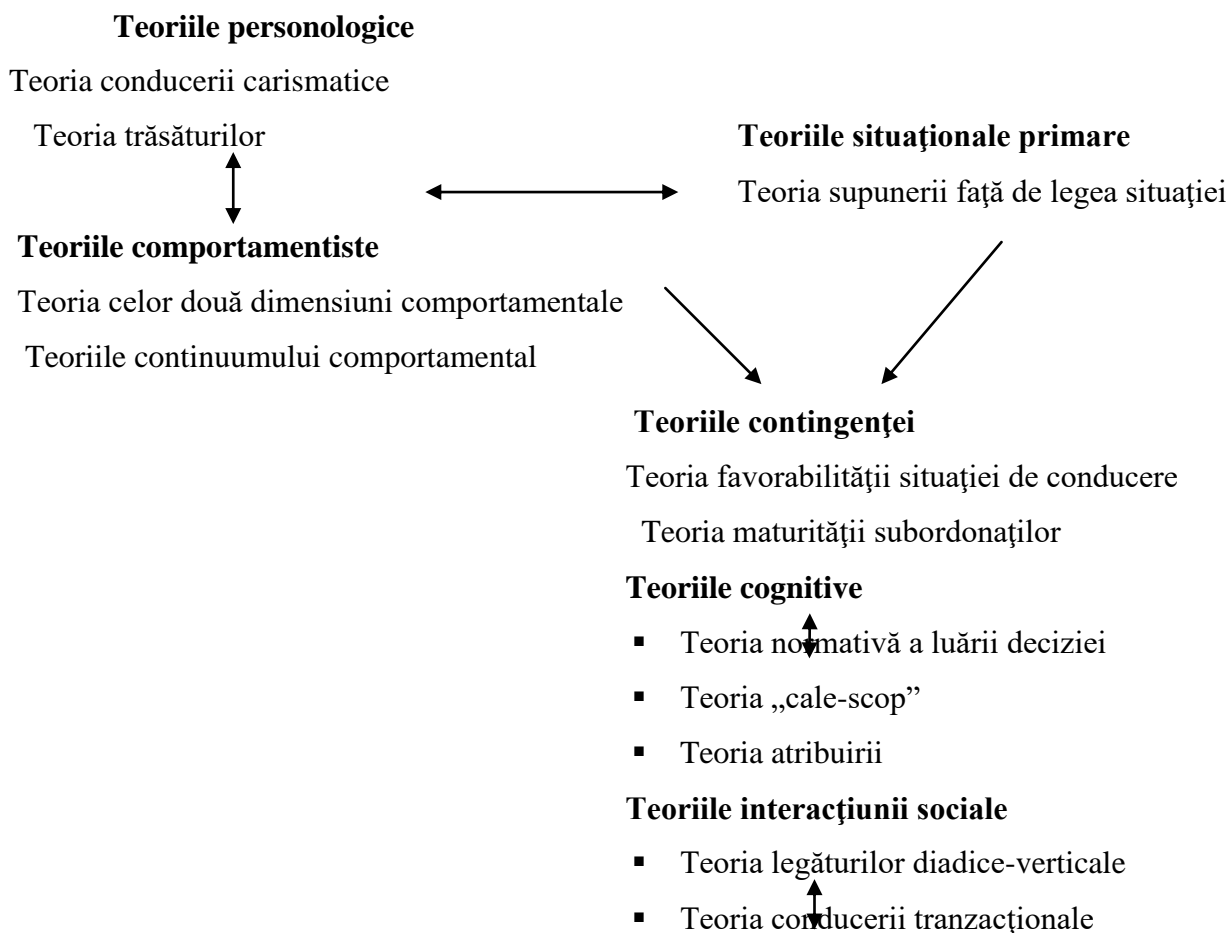 Teoriile personologice
Teoria conducerii carismatice
Teoria trăsăturilor
Teoriile situaţionale primare
Teoria supunerii faţă de legea situaţiei
Teoriile comportamentiste
Teoria celor două dimensiuni comportamentale
Teoriile continuumului comportamental
Teoriile contingenţei
Teoria favorabilităţii situaţiei de conducere
Teoria maturităţii subordonaţilor
Teoriile cognitive
▪ Teoria normativă a luării deciziei
▪ Teoria „cale-scop”
▪ Teoria atribuirii
Teoriile interacţiunii sociale
▪ Teoria legăturilor diadice-verticale
▪ Teoria conducerii tranzacţionale